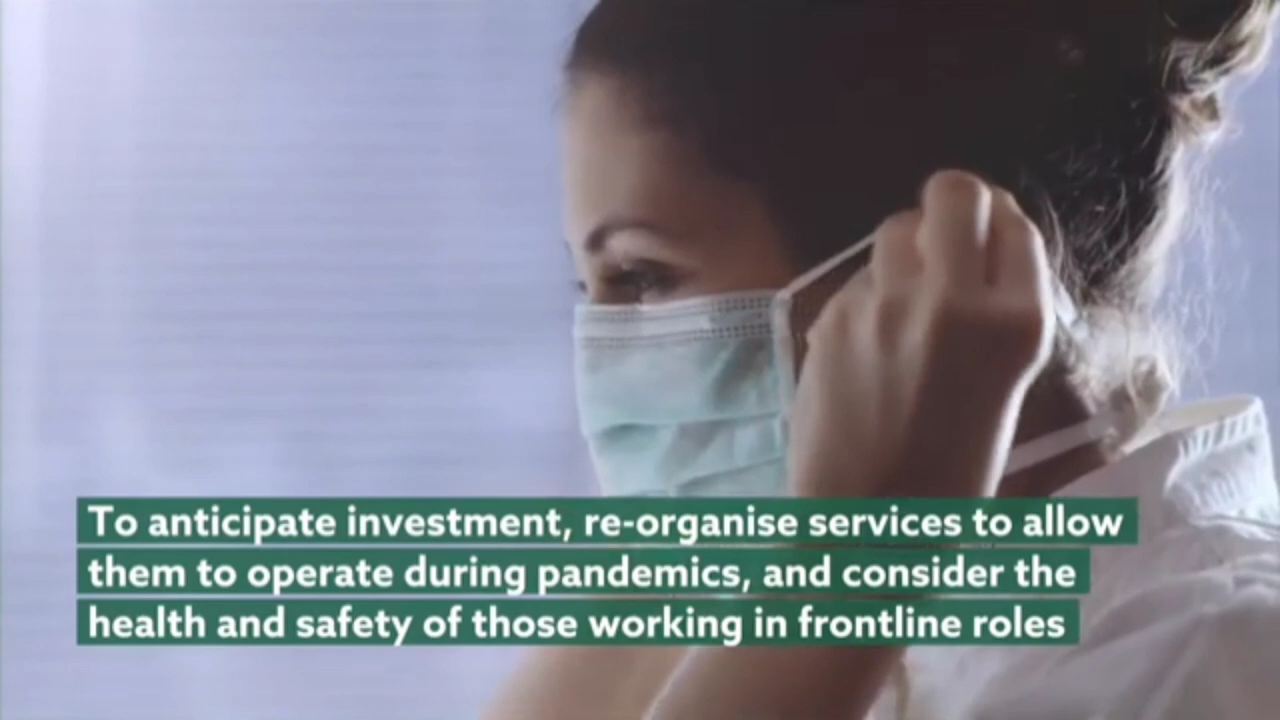 To anticipate investment, re-organise services to allow
them to operate during pandemics, and consider the
health and safety of those working in frontline roles